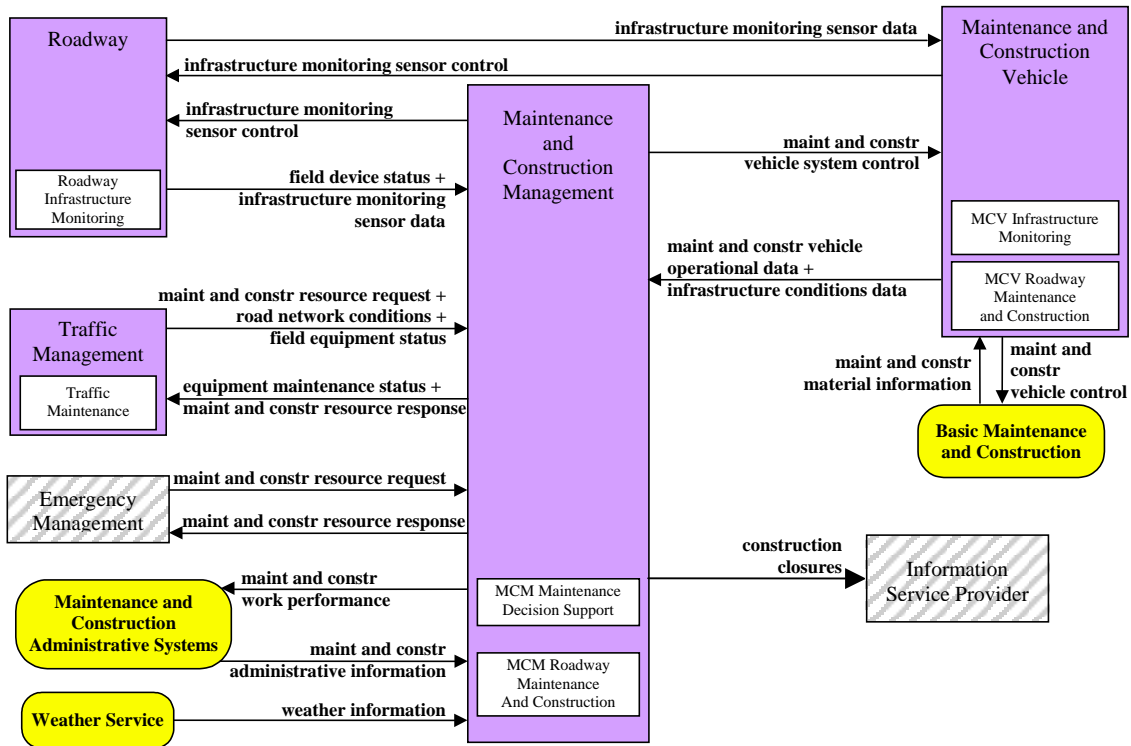 Roadway
infrastructure monitoring sensor data
Maintenance and
Construction
Vehicle
infrastructure monitoring sensor control
infrastructure monitoring
sensor control
Maintenance
and
Construction
Management
maint and constr
vehicle system control
Roadway
Infrastructure
Monitoring
field device status +
infrastructure monitoring
sensor data
MCV Infrastructure
Monitoring
maint and constr vehicle
operational data +
infrastructure conditions data
MCV Roadway
Maintenance
and Construction
maint and constr resource request +
road network conditions +
field equipment status
Traffic
Management
Traffic
Maintenance
equipment maintenance status +
maint and constr resource response
maint and constr
material information
maint and
constr
vehicle control
Basic Maintenance
and Construction
maint and constr resource request
Emergency
Management
maint and constr resource response
construction
closures
Information
Service Provider
maint and constr
work performance
MCM Maintenance
Decision Support
Maintenance and
Construction
Administrative Systems
maint and constr
administrative information
MCM Roadway
Maintenance
And Construction
Weather Service
weather information